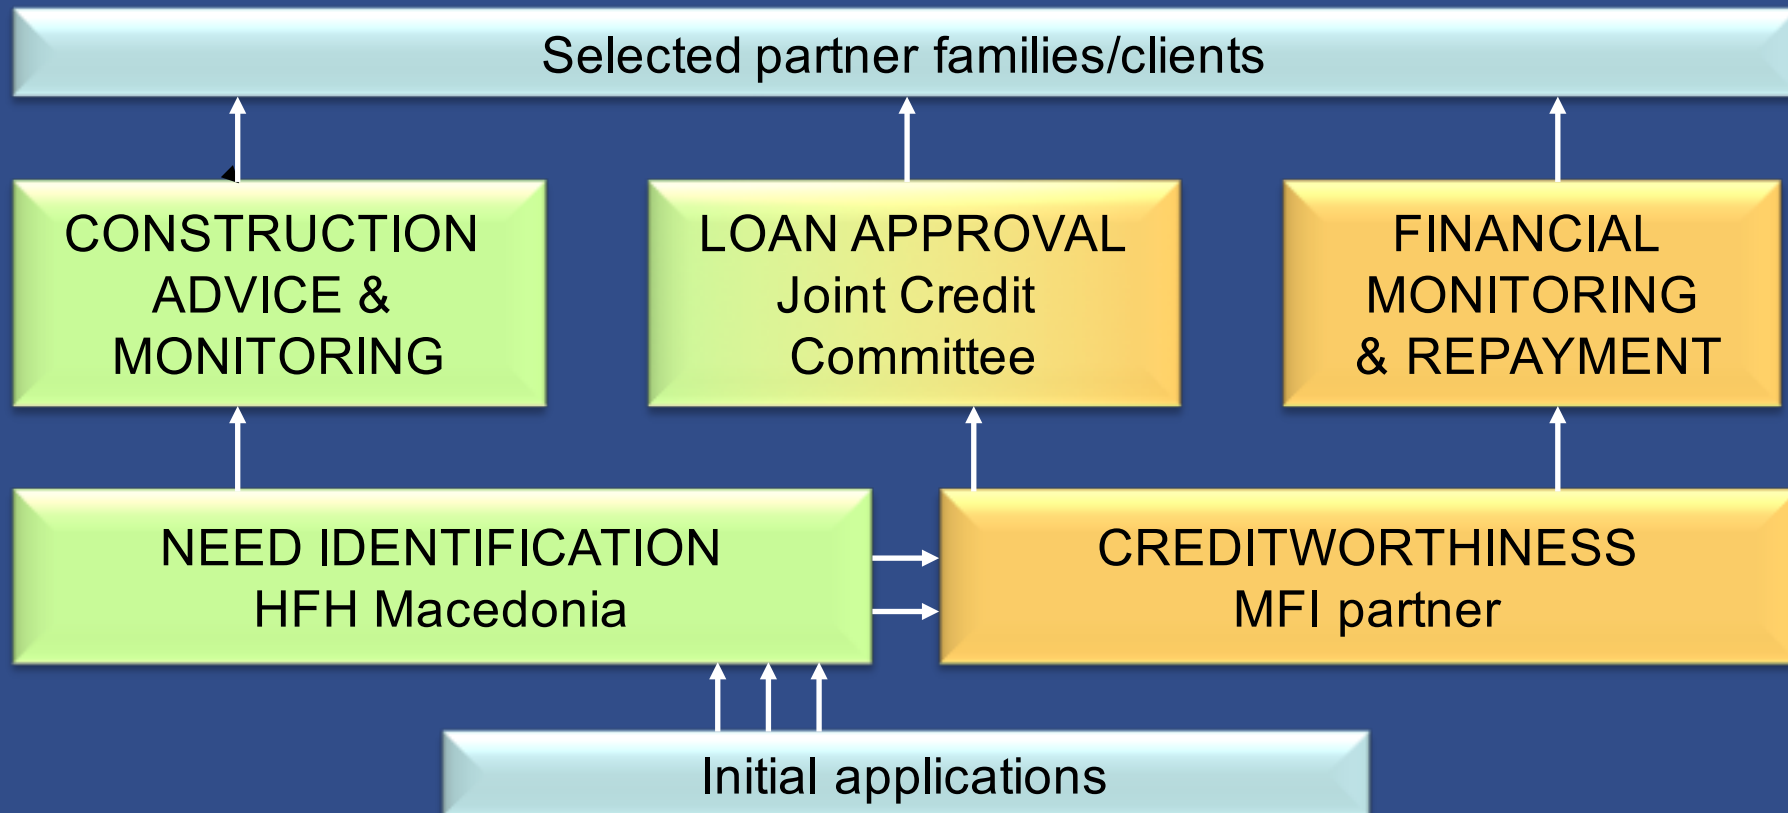 Selected partner families/clients
CONSTRUCTION
ADVICE &
MONITORING
LOAN APPROVAL
Joint Credit
Committee
FINANCIAL
MONITORING
& REPAYMENT
NEED IDENTIFICATION
HFH Macedonia
CREDITWORTHINESS
MFI partner
Initial applications